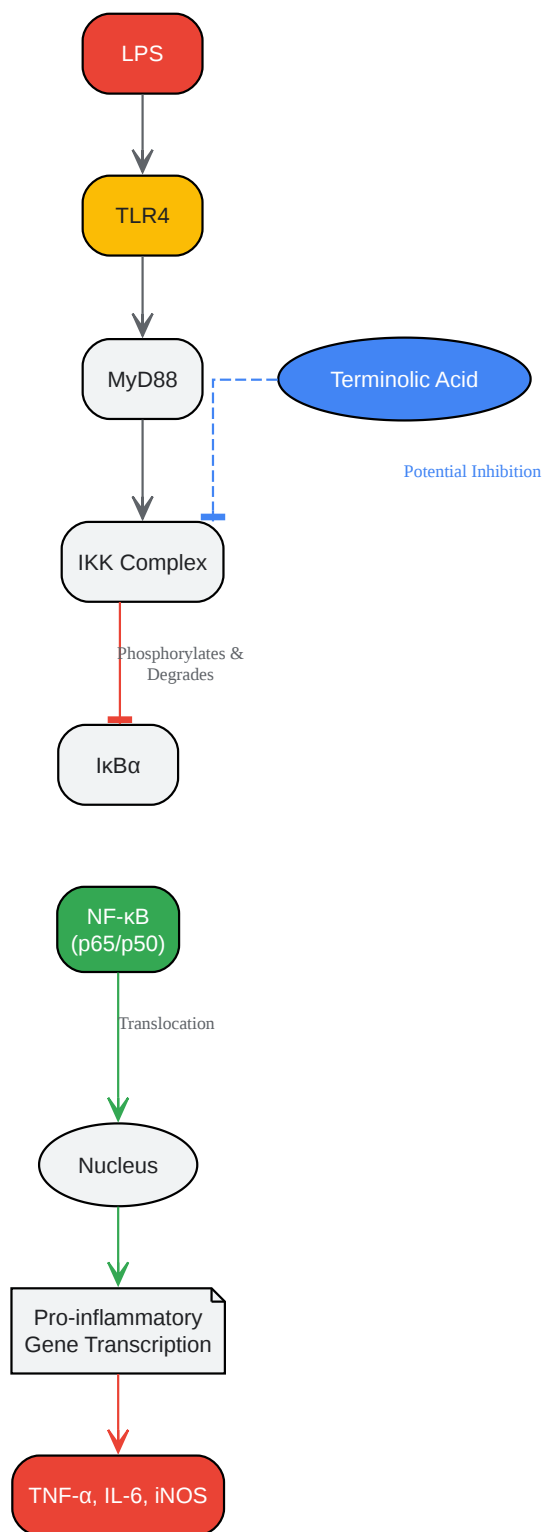 LPS
TLR4
MyD88
Terminolic Acid
Potential Inhibition
IKK Complex
Phosphorylates &
Degrades
IκBα
NF-κB
(p65/p50)
Translocation
Nucleus
Pro-inflammatory
Gene Transcription
TNF-α, IL-6, iNOS